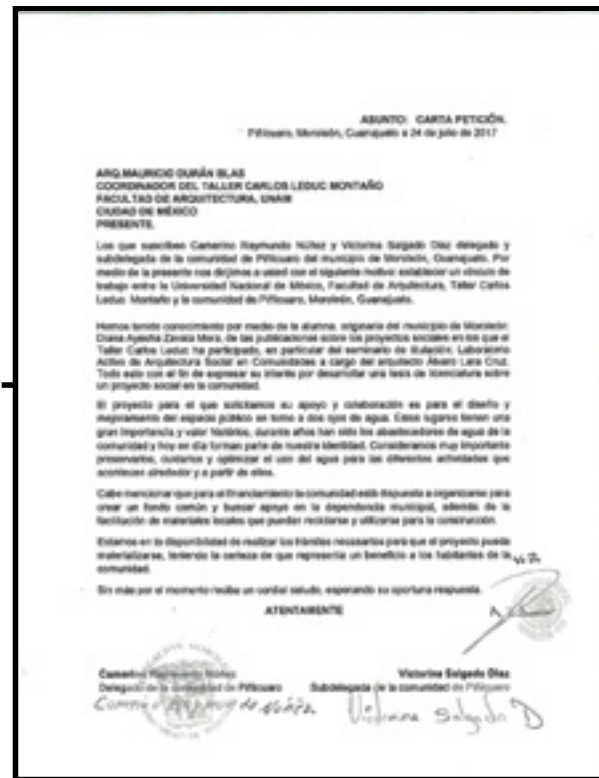 ASUNTO: CARTA PETICIÓN.
Piñícuaro, Moroleón, Guanajuato a 24 de julio de 2017
ARQ.MAURICIO DURÁN BLAS
COORDINADOR DEL TALLER CARLOS LEDUC MONTAÑO
FACULTAD DE ARQUITECTURA, UNAM
CIUDAD DE MÉXICO
PRESENTE.
Los que suscriben Camerino Raymundo Núñez y Victorina Salgado Díaz delegado y
subdelegada de la comunidad de Piñícuaro del municipio de Moroleón, Guanajuato. Por
medio de la presente nos dirijimos a usted con el siguiente motivo: establecer un vínculo de
trabajo entre la Universidad Nacional de México, Facultad de Arquitectura, Taller Carlos
Leduc Montaño y la comunidad de Piñícuaro, Moroleón, Guanajuato.
Hemos tenido conocimiento por medio de la alumna, originaria del municipio de Moroleón:
Diana Ayesha Zavala Mora, de las publicaciones sobre los proyectos sociales en los que el
Taller Carlos Leduc ha participado, en particular del seminario de titulación: Laboratorio
Activo de Arquitectura Social en Comunidades a cargo del arquitecto Álvaro Lara Cruz.
Todo esto con el fin de expresar su interés por desarrollar una tesis de licenciatura sobre
un proyecto social en la comunidad.
El proyecto para el que solicitamos su apoyo y colaboración es para el diseño y
mejoramiento del espacio público en torno a dos ojos de agua. Estos lugares tienen una
gran importancia y valor histórico, durante años han sido los abastecedores de agua de la
comunidad y hoy en día forman parte de nuestra identidad. Consideramos muy importante
preservarlos, cuidarlos y optimizar el uso del agua para las diferentes actividades que
acontecen alrededor y a partir de ellos.
Cabe mencionar que para el financiamiento la comunidad está dispuesta a organizarse para
crear un fondo común y buscar apoyo en la dependencia municipal, además de la
facilitación de materiales locales que puedan reciclarse y utilizarse para la construcción.
Estamos en la disponibilidad de realizar los trámites necesarios para que el proyecto pueda
materializarse, teniendo la certeza de que representa un beneficio a los habitantes de la
comunidad.
Sin más por el momento reciba un cordial saludo, esperando su oportuna respuesta.
ATENTAMENTE
Camerino Raymundo Núñez Victorina Salgado Díaz
Delegado de la comunidad de Piñícuaro Subdelegada de la comunidad de Piñícuaro
Núñez Victorina Salgado D